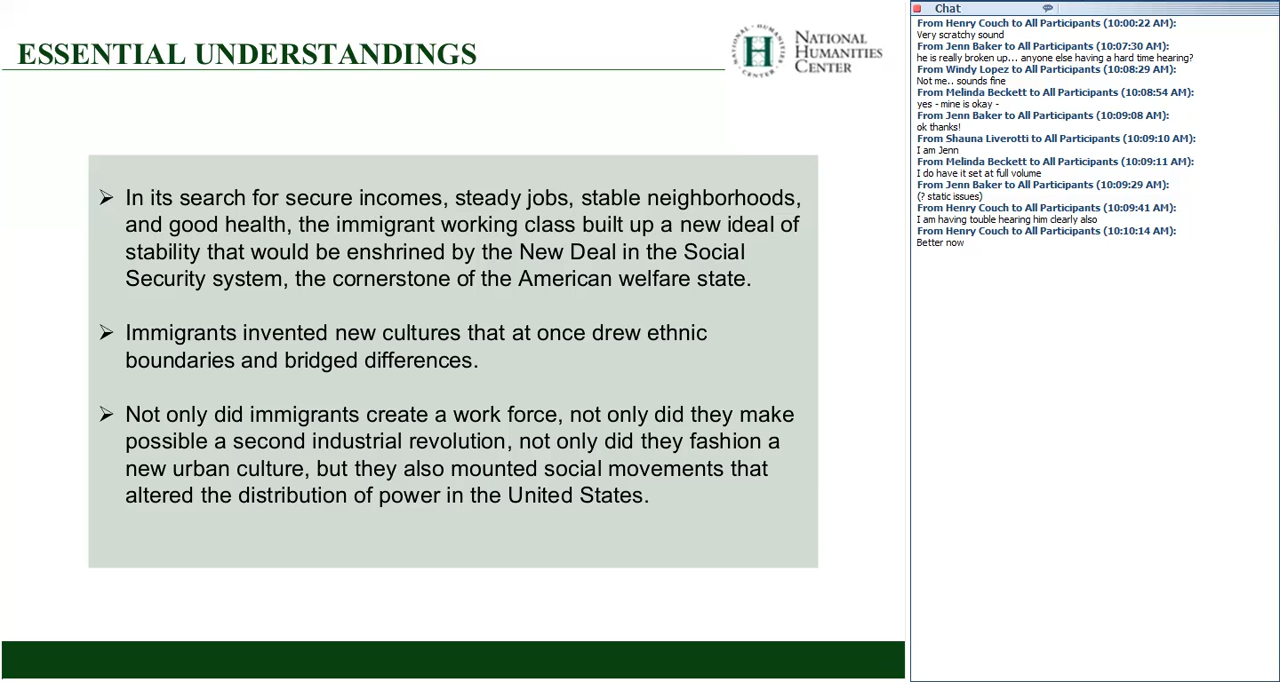 ESSENTIAL UNDERSTANDINGS
NATIONAL HUMANITIES CENTER
H
NATIONAL
HUMANITIES
CENTER
➢ In its search for secure incomes, steady jobs, stable neighborhoods,
and good health, the immigrant working class built up a new ideal of
stability that would be enshrined by the New Deal in the Social
Security system, the cornerstone of the American welfare state.
➢ Immigrants invented new cultures that at once drew ethnic
boundaries and bridged differences.
➢ Not only did immigrants create a work force, not only did they make
possible a second industrial revolution, not only did they fashion a
new urban culture, but they also mounted social movements that
altered the distribution of power in the United States.
Chat
From Henry Couch to All Participants (10:00:22 AM):
Very scratchy sound
From Jenn Baker to All Participants (10:07:30 AM):
he is really broken up... anyone else having a hard time hearing?
From Windy Lopez to All Participants (10:08:29 AM):
Not me.. sounds fine
From Melinda Beckett to All Participants (10:08:54 AM):
yes - mine is okay -
From Jenn Baker to All Participants (10:09:08 AM):
ok thanks!
From Shauna Liverotti to All Participants (10:09:10 AM):
I am Jenn
From Melinda Beckett to All Participants (10:09:11 AM):
I do have it set at full volume
From Jenn Baker to All Participants (10:09:29 AM):
(? static issues)
From Henry Couch to All Participants (10:09:41 AM):
I am having touble hearing him clearly also
From Henry Couch to All Participants (10:10:14 AM):
Better now